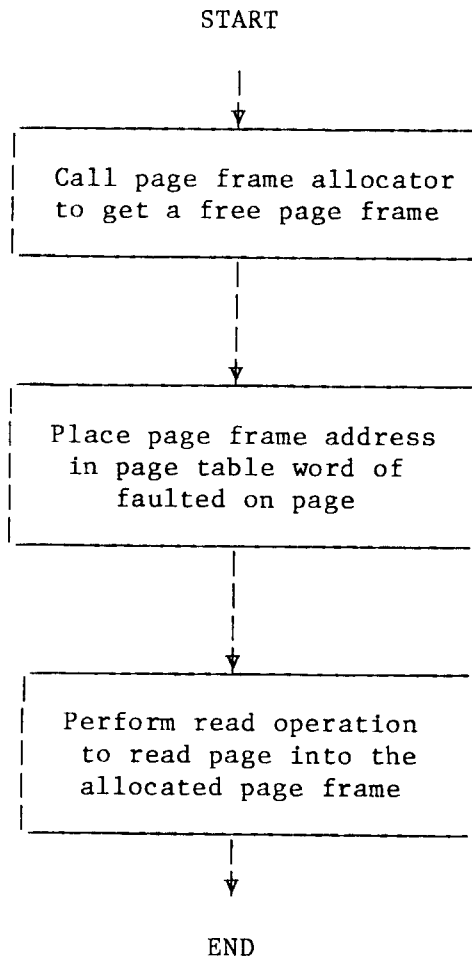 START
Call page frame allocator
to get a free page frame
Place page frame address
in page table word of
faulted on page
Perform read operation
to read page into the
allocated page frame
END